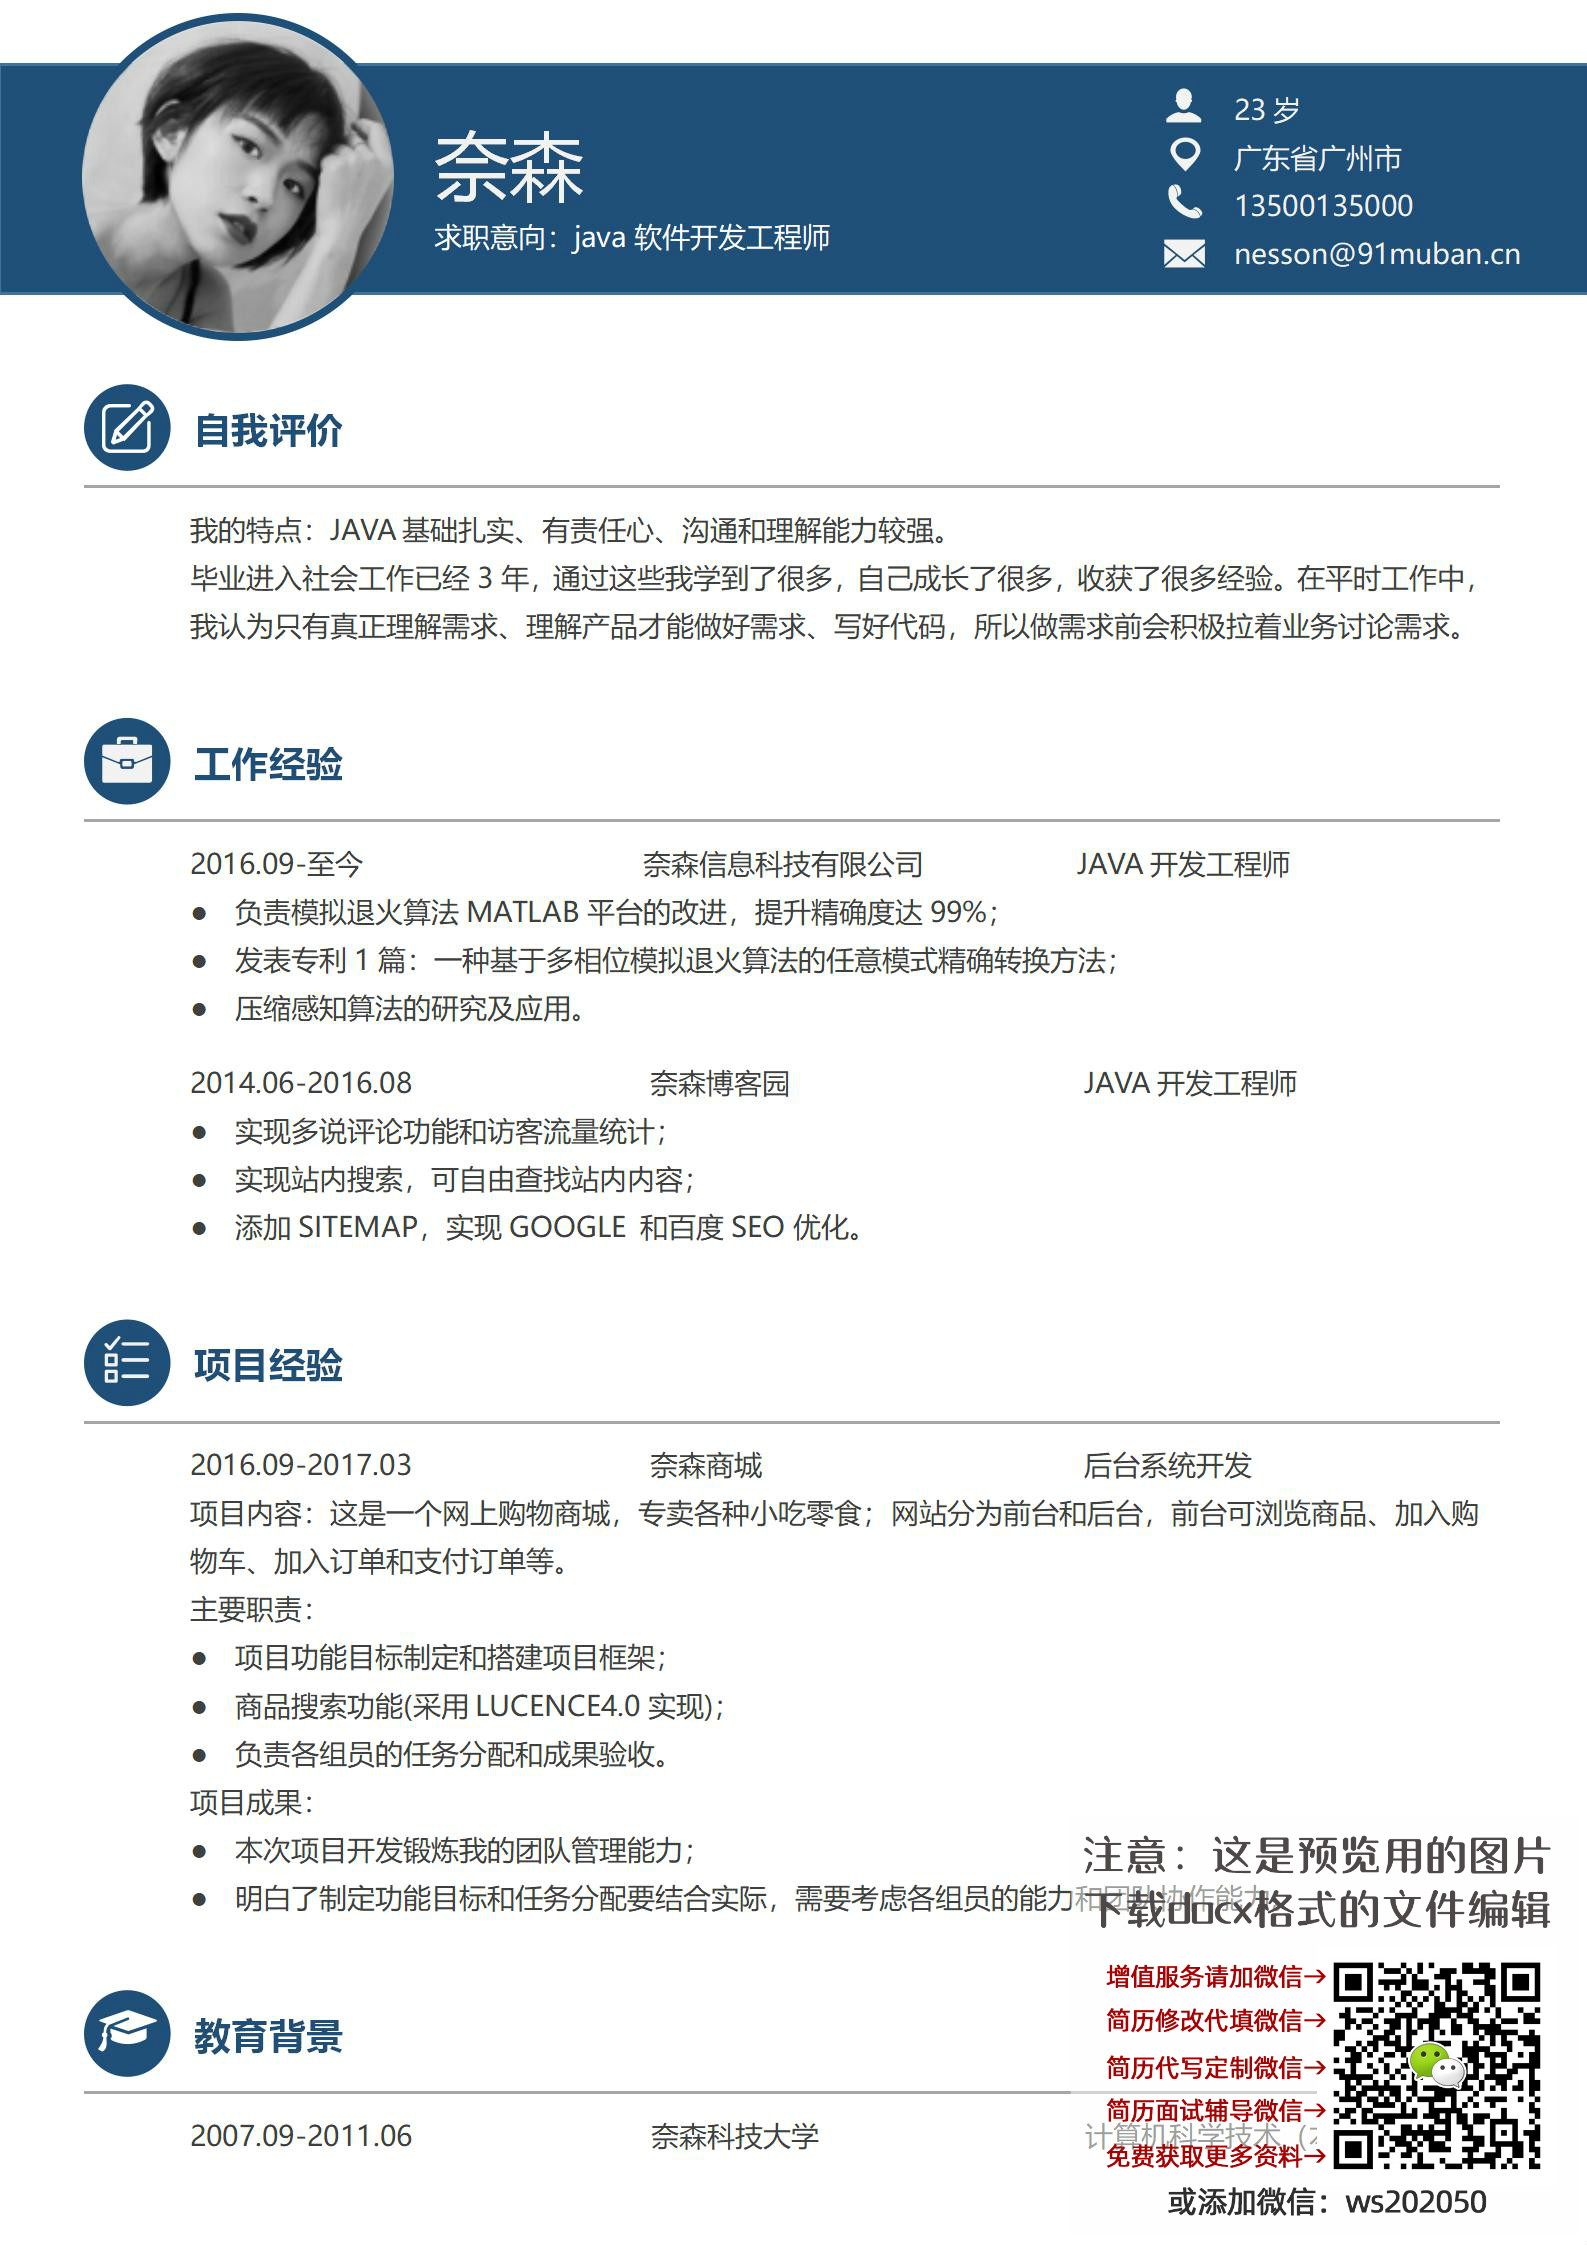 奈森
求职意向：java 软件开发工程师
23 岁
广东省广州市
13500135000
nesson@91muban.cn
自我评价
我的特点：JAVA 基础扎实、有责任心、沟通和理解能力较强。
毕业进入社会工作已经 3 年，通过这些我学到了很多，自己成长了很多，收获了很多经验。在平时工作中，
我认为只有真正理解需求、理解产品才能做好需求、写好代码，所以做需求前会积极拉着业务讨论需求。
工作经验
2016.09-至今 奈森信息科技有限公司 JAVA 开发工程师
● 负责模拟退火算法 MATLAB 平台的改进，提升精确度达 99%；
● 发表专利 1 篇：一种基于多相位模拟退火算法的任意模式精确转换方法；
● 压缩感知算法的研究及应用。
2014.06-2016.08 奈森博客园 JAVA 开发工程师
● 实现多说评论功能和访客流量统计；
● 实现站内搜索，可自由查找站内内容；
● 添加 SITEMAP，实现 GOOGLE 和百度 SEO 优化。
项目经验
2016.09-2017.03 奈森商城 后台系统开发
项目内容：这是一个网上购物商城，专卖各种小吃零食；网站分为前台和后台，前台可浏览商品、加入购
物车、加入订单和支付订单等。
主要职责：
● 项目功能目标制定和搭建项目框架；
● 商品搜索功能(采用 LUCENCE4.0 实现)；
● 负责各组员的任务分配和成果验收。
项目成果：
● 本次项目开发锻炼我的团队管理能力；
● 明白了制定功能目标和任务分配要结合实际，需要考虑各组员的能力和团队协作能力
教育背景
2007.09-2011.06 奈森科技大学 计算机科学技术（
注意：这是预览用的图片
下载docx格式的文件编辑
增值服务请加微信→
简历修改代填微信→
简历代写定制微信→
简历面试辅导微信→
免费获取更多资料→
或添加微信：ws202050